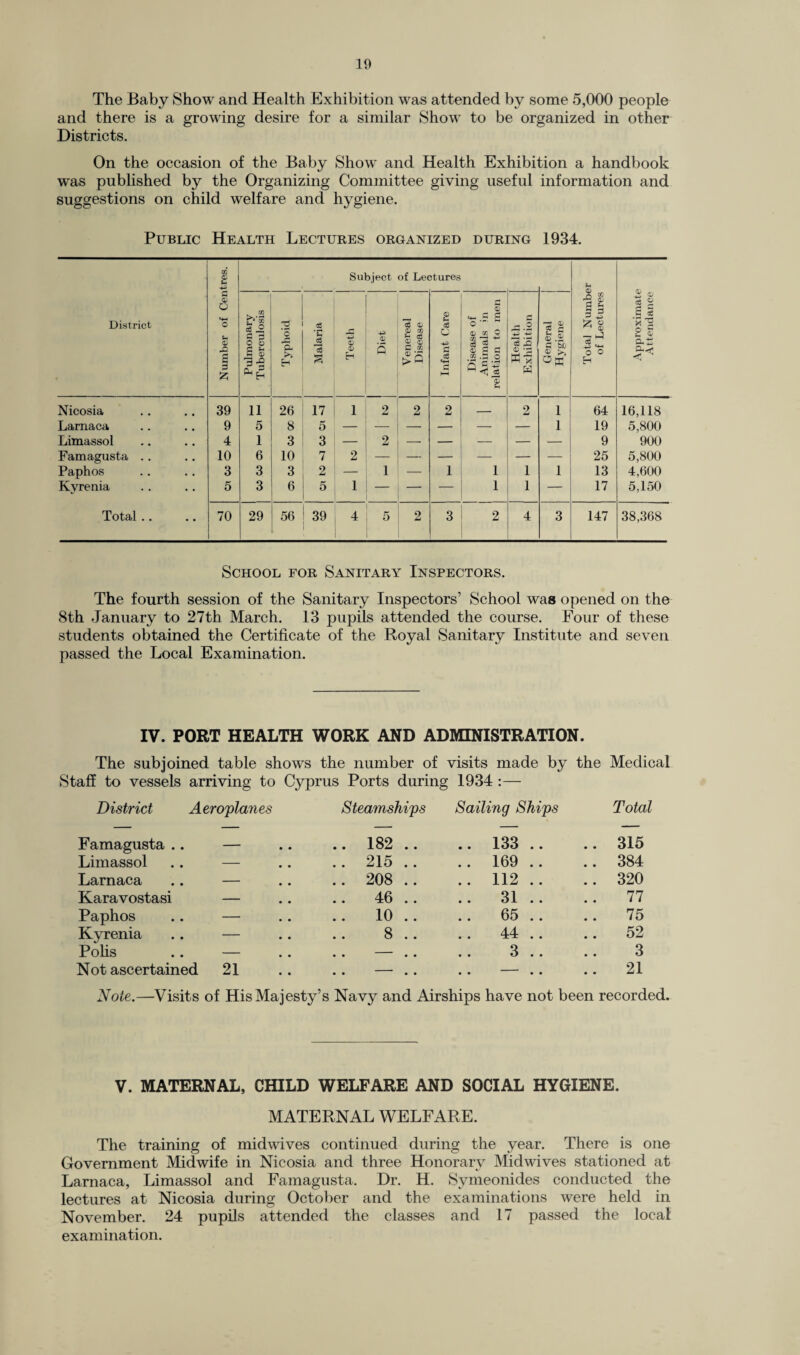 19
The Baby Show and Health Exhibition was attended by some 5,000 people
and there is a growing desire for a similar Show to be organized in other
Districts.
On the occasion of the Baby Show and Health Exhibition a handbook
was published by the Organizing Committee giving useful information and
suggestions on child welfare and hygiene.
Public Health Lectures organized during 1934.
District | Number of Centres. | Subject of Lectures | Total Number of Lectures | Approximate Attendance
Pulmonary Tuberculosis | Typhoid | Malaria | Teeth | Diet | Venereal Disease | Infant Care | Disease of Animals in relation to men | Health Exhibition | General Hygiene
Nicosia .. .. 39 11 26 17 1 2 2 2 — 2 1 64 16,118
Larnaca .. .. 9 5 8 5 — — — — — — 1 19 5,800
Limassol .. .. 4 1 3 3 — 2 — — — — — 9 900
Famagusta .. .. 10 6 10 7 2 — — — — — — 25 5,800
Paphos .. .. 3 3 3 2 — 1 — 1 1 1 1 13 4,600
Kyrenia .. .. 5 3 6 5 1 — — — 1 1 — 17 5,150
Total .. .. 70 29 56 39 4 5 2 3 2 4 3 147 38,368
School for Sanitary Inspectors.
The fourth session of the Sanitary Inspectors' School was opened on the
8th January to 27th March. 13 pupils attended the course. Four of these
students obtained the Certificate of the Royal Sanitary Institute and seven
passed the Local Examination.
IV. PORT HEALTH WORK AND ADMINISTRATION.
The subjoined table shows the number of visits made by the Medical
Staff to vessels arriving to Cyprus Ports during 1934 :—
District Aeroplanes Steamships Sailing Ships Total
Famagusta .. — .. .. 182 .. .. 133 .. .. 315
Limassol .. — .. .. 215 .. .. 169 .. .. 384
Larnaca .. — .. .. 208 .. .. 112 .. .. 320
Karavostasi — .. .. 46 .. .. 31 .. .. 77
Paphos .. — .. .. 10 .. .. 65 .. .. 75
Kyrenia .. — .. .. 8 .. .. 44 .. .. 52
Polis .. — .. .. — .. .. 3 .. .. 3
Not ascertained 21 .. .. — .. .. — .. .. 21
Note.—Visits of His Majesty's Navy and Airships have not been recorded.
V. MATERNAL, CHILD WELFARE AND SOCIAL HYGIENE.
MATERNAL WELFARE.
The training of midwives continued during the year. There is one
Government Midwife in Nicosia and three Honorary Midwives stationed at
Larnaca, Limassol and Famagusta. Dr. H. Symeonides conducted the
lectures at Nicosia during October and the examinations were held in
November. 24 pupils attended the classes and 17 passed the local
examination.